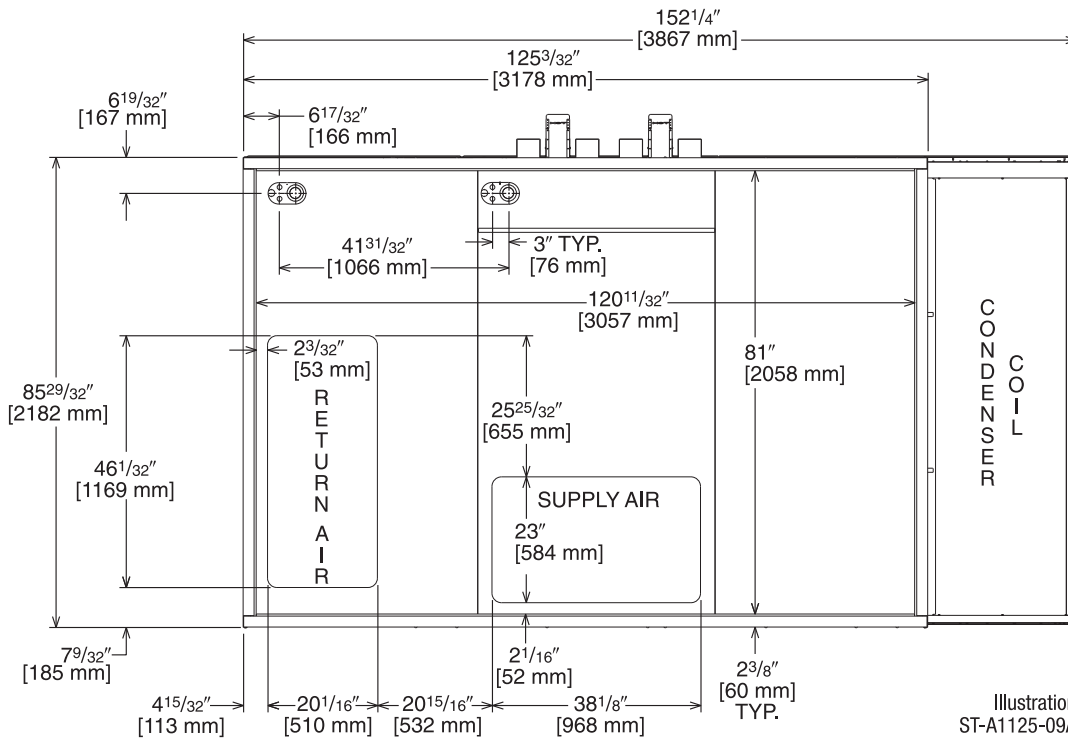 152 1/4"
[3867 mm]
125 3/32"
[3178 mm]
6 19/32"
[167 mm]
6 17/32"
[166 mm]
41 31/32"
[1066 mm]
3" TYP.
[76 mm]
120 11/32"
[3057 mm]
2 3/32"
[53 mm]
81"
[2058 mm]
85 29/32"
[2182 mm]
25 25/32"
[655 mm]
46 1/32"
[1169 mm]
RETURN AIR
SUPPLY AIR
23"
[584 mm]
CONDENSER
COIL
7 9/32"
[185 mm]
2 1/16"
[52 mm]
2 3/8"
[60 mm]
TYP.
4 15/32"
[113 mm]
20 1/16"
[510 mm]
20 15/16"
[532 mm]
38 1/8"
[968 mm]
Illustration
ST-A1125-09